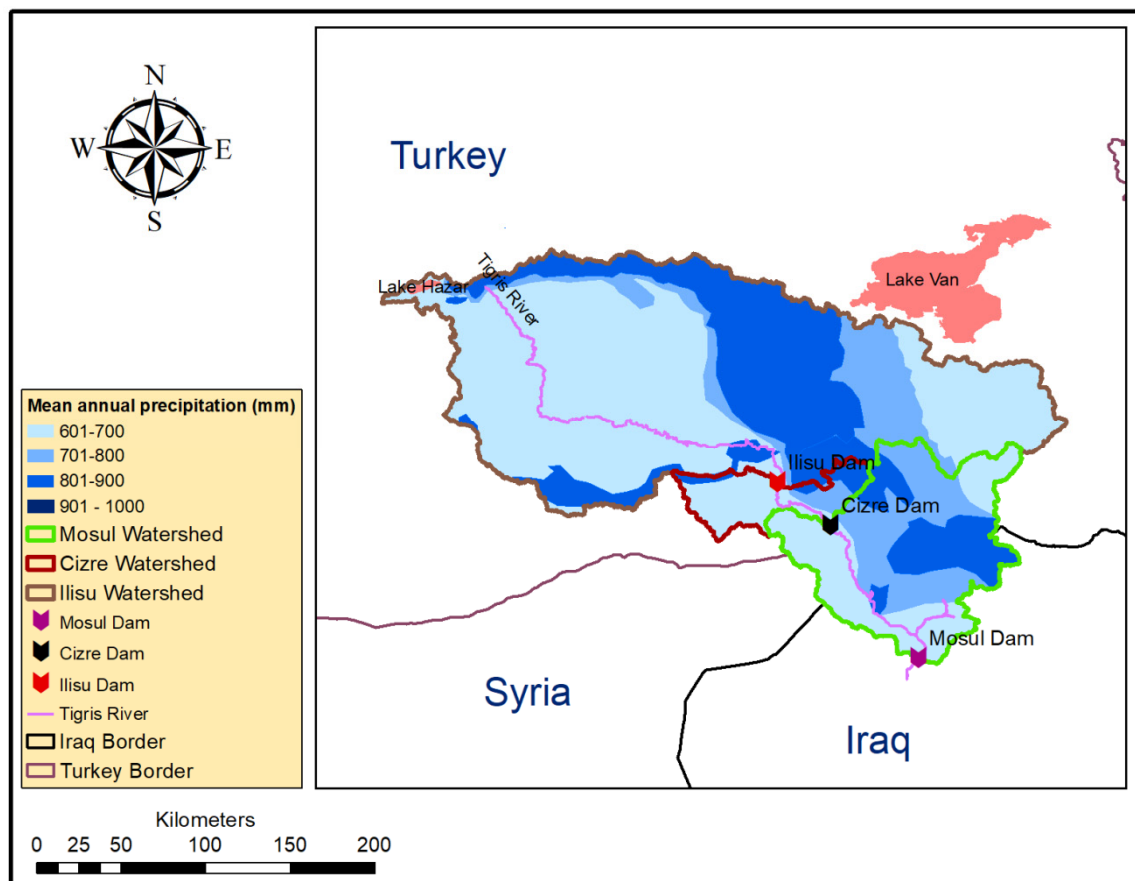 N
W
E
S
Turkey
Lake Hazar
Tigris River
Lake Van
Ilisu Dam
Cizre Dam
Mosul Dam
Syria
Iraq
Mean annual precipitation (mm)
601-700
701-800
801-900
901 - 1000
Mosul Watershed
Cizre Watershed
Ilisu Watershed
Mosul Dam
Cizre Dam
Ilisu Dam
Tigris River
Iraq Border
Turkey Border
Kilometers
0 25 50 100 150 200